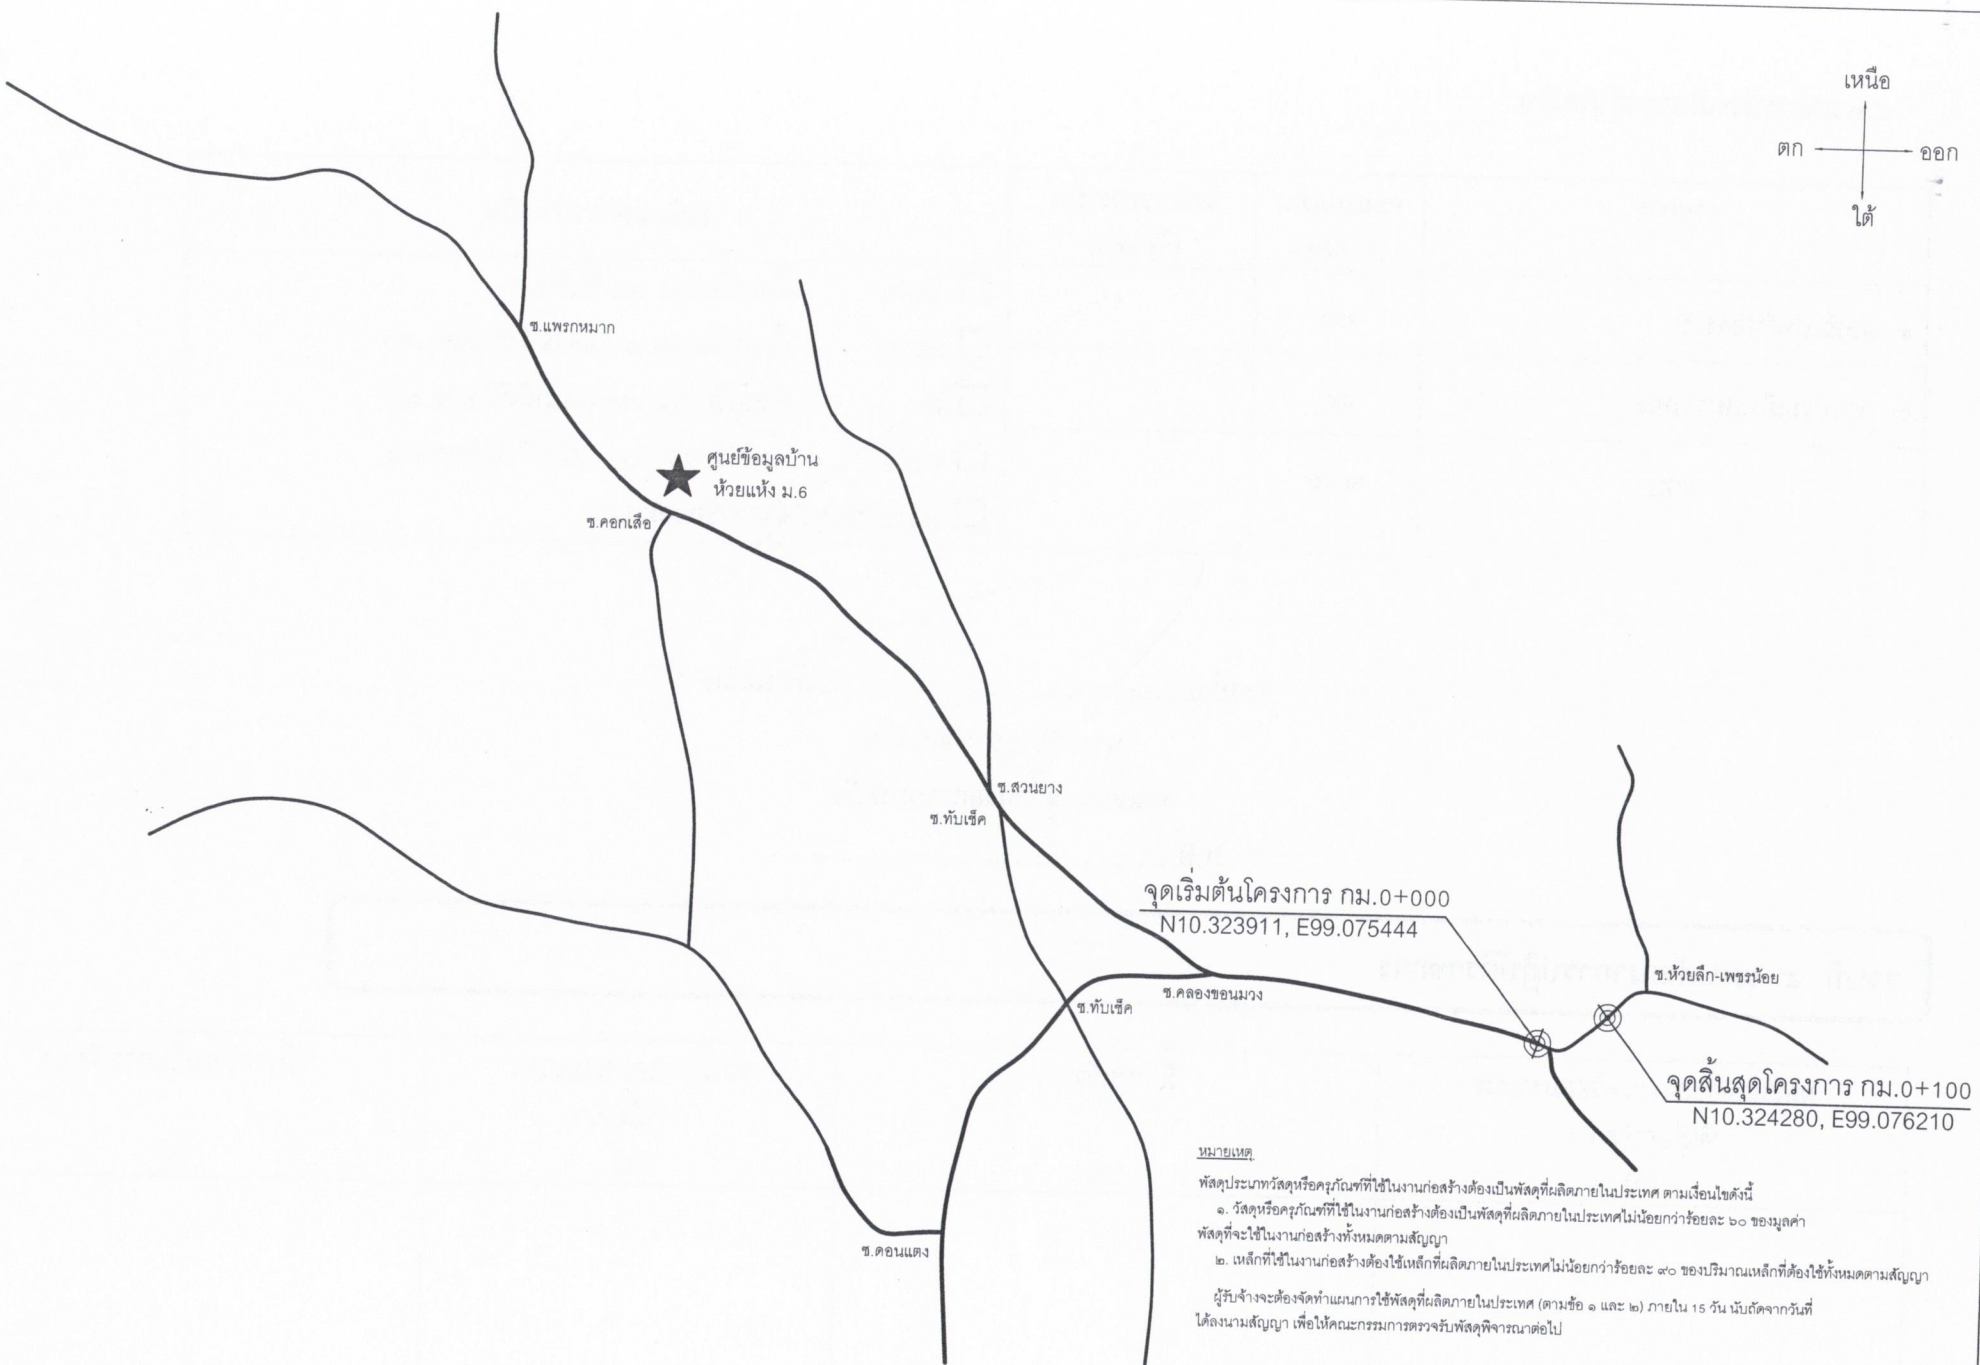 เหนือ
ตก
ออก
ใต้
ซ.แพรกหมาก
ศูนย์ข้อมูลบ้าน
ห้วยแห้ง ม.6
ซ.คอกเสือ
ซ.สวนยาง
ซ.ทับเช็ค
จุดเริ่มต้นโครงการ กม.0+000
N10.323911, E99.075444
ซ.ห้วยลึก-เพชรน้อย
ซ.คลองขอนมวง
ซ.ทับเช็ค
จุดสิ้นสุดโครงการ กม.0+100
N10.324280, E99.076210
ซ.ดอนแตง
หมายเหตุ
พัสดุประเภทวัสดุหรือครุภัณฑ์ที่ใช้ในงานก่อสร้างต้องเป็นพัสดุที่ผลิตภายในประเทศ ตามเงื่อนไขดังนี้
๑. วัสดุหรือครุภัณฑ์ที่ใช้ในงานก่อสร้างต้องเป็นพัสดุที่ผลิตภายในประเทศไม่น้อยกว่าร้อยละ ๖๐ ของมูลค่า
พัสดุที่จะใช้ในงานก่อสร้างทั้งหมดตามสัญญา
๒. เหล็กที่ใช้ในงานก่อสร้างต้องใช้เหล็กที่ผลิตภายในประเทศไม่น้อยกว่าร้อยละ ๙๐ ของปริมาณเหล็กที่ต้องใช้ทั้งหมดตามสัญญา
ผู้รับจ้างจะต้องจัดทำแผนการใช้พัสดุที่ผลิตภายในประเทศ (ตามข้อ ๑ และ ๒) ภายใน 15 วัน นับถัดจากวันที่
ได้ลงนามสัญญา เพื่อให้คณะกรรมการตรวจรับพัสดุพิจารณาต่อไป